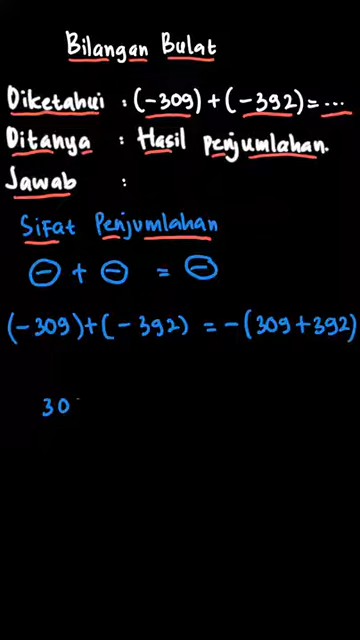 Bilangan Bulat
Diketahui : (-309) + (-392) = ...
Ditanya : Hasil penjumlahan.
Jawab :
Sifat Penjumlahan
⊖ + ⊖ = ⊖
(-309) + (-392) = -(309 + 392)
30